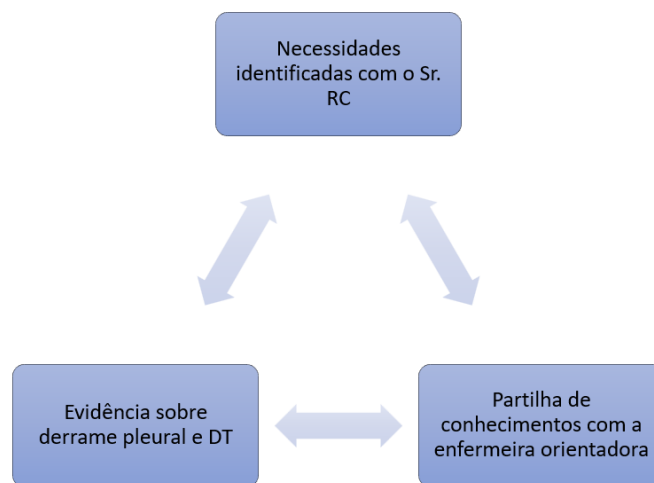 Necessidades
identificadas com o Sr.
RC
Evidência sobre
derrame pleural e DT
Partilha de
conhecimentos com a
enfermeira orientadora